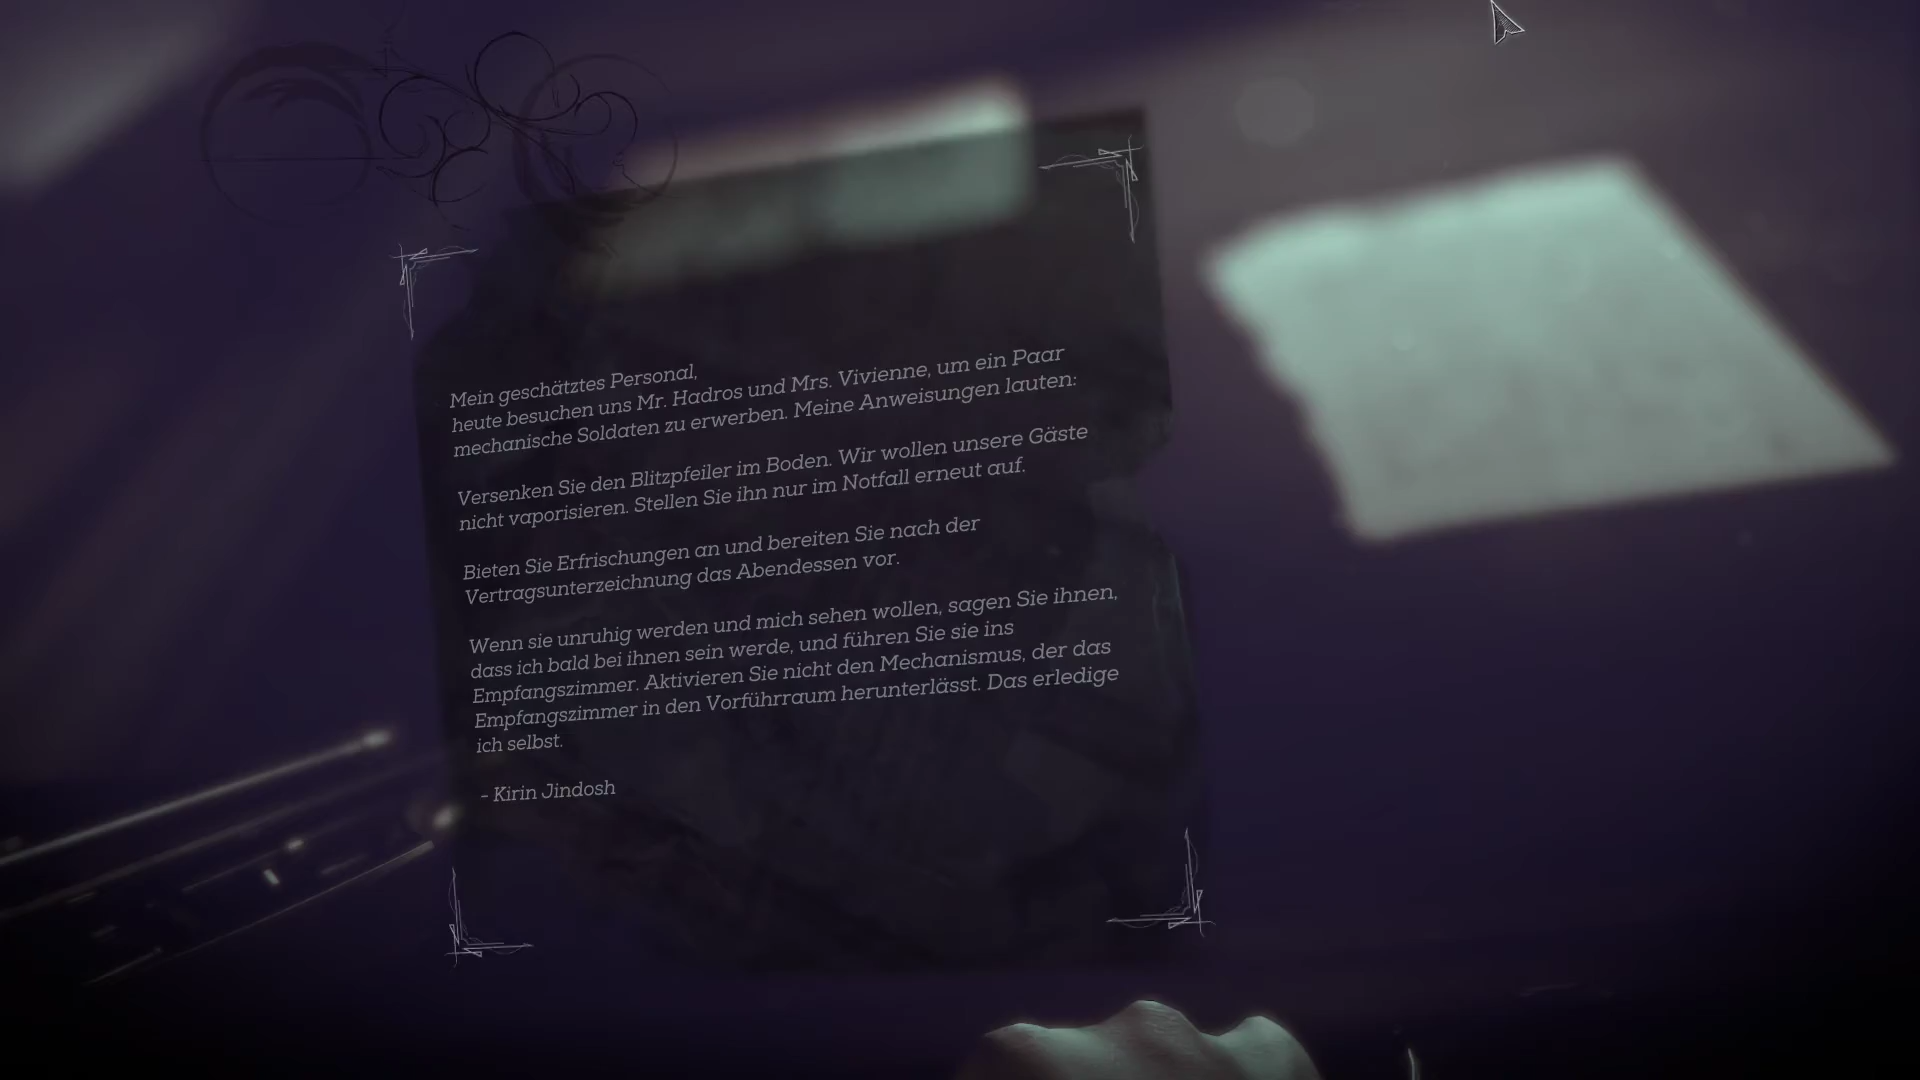 Mein geschätztes Personal,
heute besuchen uns Mr. Hadros und Mrs. Vivienne, um ein Paar
mechanische Soldaten zu erwerben. Meine Anweisungen lauten:
Versenken Sie den Blitzpfeiler im Boden. Wir wollen unsere Gäste
nicht vaporisieren. Stellen Sie ihn nur im Notfall erneut auf.
Bieten Sie Erfrischungen an und bereiten Sie nach der
Vertragsunterzeichnung das Abendessen vor.
Wenn sie unruhig werden und mich sehen wollen, sagen Sie ihnen,
dass ich bald bei ihnen sein werde, und führen Sie sie ins
Empfangszimmer. Aktivieren Sie nicht den Mechanismus, der das
Empfangszimmer in den Vorführraum herunterlässt. Das erledige
ich selbst.
- Kirin Jindosh